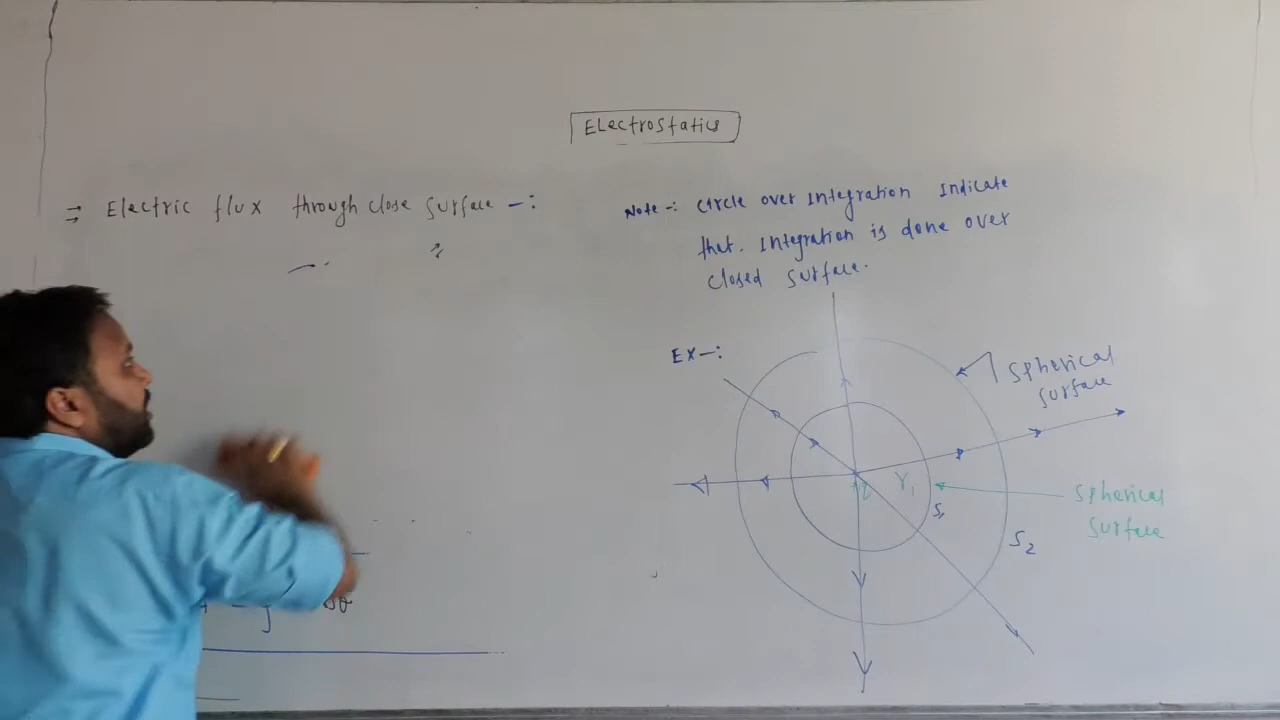 Electrostatics
⇒ Electric flux through close surface -:
Note -: circle over integration indicate
that. integration is done over
closed surface.
EX -:
Spherical
surface
r₁
S₁
Spherical
surface
S₂